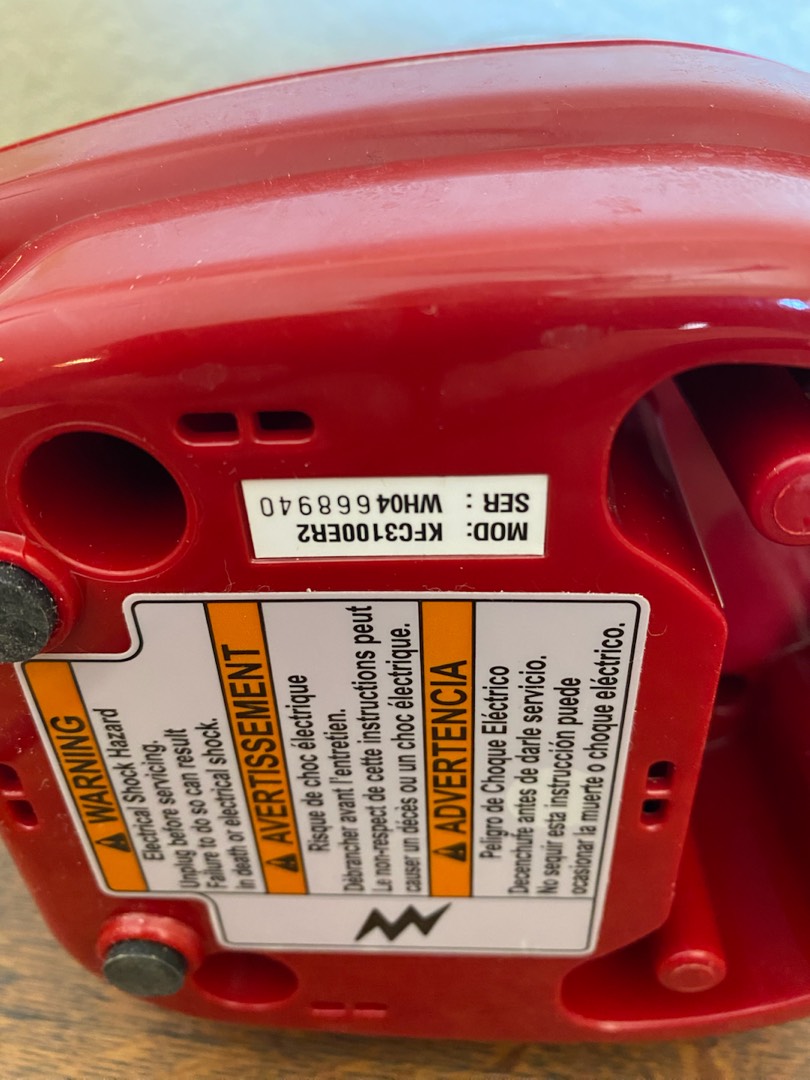 MOD: KFC3100ER2
SER : WH04668940
WARNING
Electrical Shock Hazard
Unplug before servicing.
Failure to do so can result
in death or electrical shock.
AVERTISSEMENT
Risque de choc électrique
Débrancher avant l'entretien.
Le non-respect de cette instructions peut
causer un décès ou un choc électrique.
ADVERTENCIA
Peligro de Choque Eléctrico
Decenchufe antes de darle servicio.
No sequir esta instrucción puede
ocasionar la muerte o choque eléctrico.